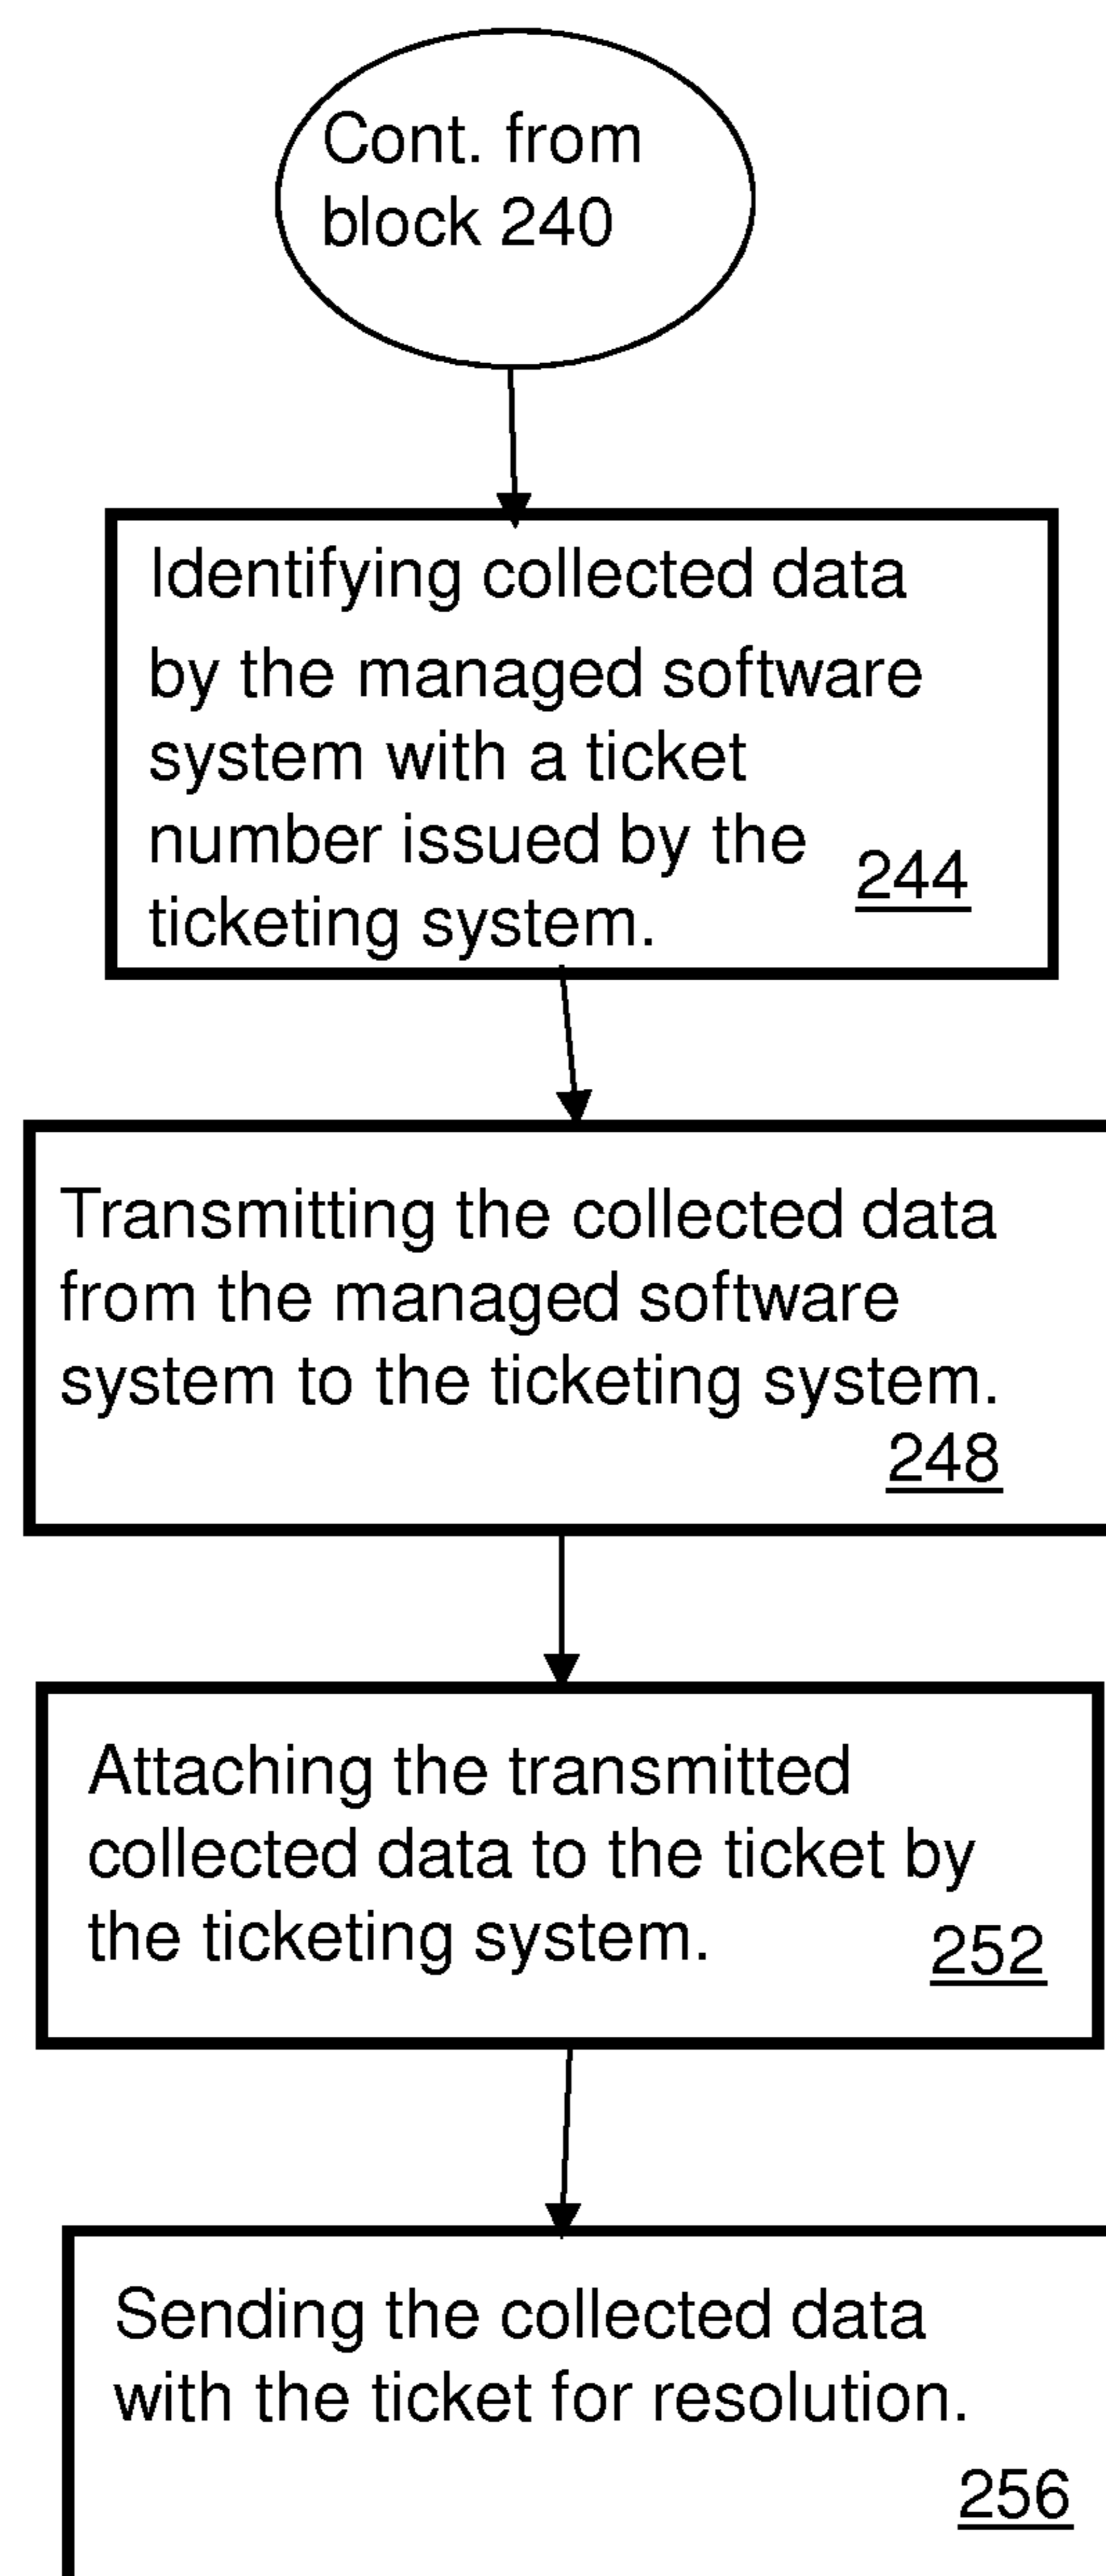 Cont. from
block 240
Identifying collected data
by the managed software
system with a ticket
number issued by the
244
ticketing system.
Transmitting the collected data
from the managed software
system to the ticketing system.
248
Attaching the transmitted
collected data to the ticket by
the ticketing system.
252
Sending the collected data
with the ticket for resolution.
256